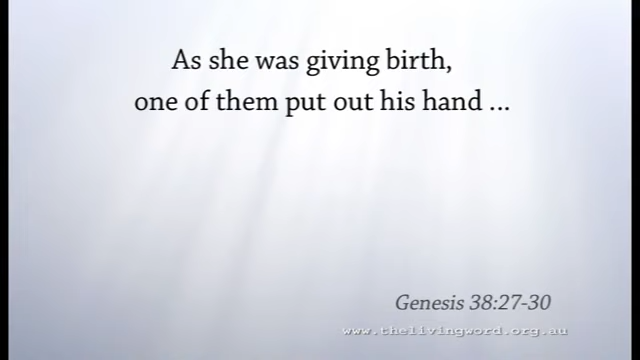 As she was giving birth,
one of them put out his hand ...
Genesis 38:27-30
www.thelivingword.org.au